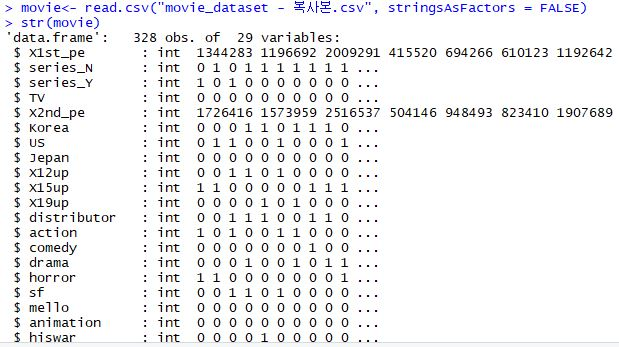 > movie<- read.csv("movie_dataset - 복사본.csv", stringsAsFactors = FALSE)
> str(movie)
'data.frame':   328 obs. of  29 variables:
 $ X1st_pe     : int  1344283 1196692 2009291 415520 694266 610123 1192642
 $ series_N    : int  0 1 0 1 1 1 1 1 1 1 ...
 $ series_Y    : int  1 0 1 0 0 0 0 0 0 0 ...
 $ TV          : int  0 0 0 0 0 0 0 0 0 0 ...
 $ X2nd_pe     : int  1726416 1573959 2516537 504146 948493 823410 1907689
 $ Korea       : int  0 0 0 1 1 0 1 1 1 0 ...
 $ US          : int  0 1 1 0 0 1 0 0 0 1 ...
 $ Jepan       : int  0 0 0 0 0 0 0 0 0 0 ...
 $ X12up       : int  0 0 1 1 0 1 0 0 0 0 ...
 $ X15up       : int  1 1 0 0 0 0 0 1 1 1 ...
 $ X19up       : int  0 0 0 0 1 0 1 0 0 0 ...
 $ distributor : int  0 0 1 1 1 0 0 1 1 0 ...
 $ action      : int  1 0 1 0 0 1 1 0 0 0 ...
 $ comedy      : int  0 0 0 0 0 0 0 1 0 0 ...
 $ drama       : int  0 0 0 1 0 0 1 0 1 1 ...
 $ horror      : int  1 1 0 0 0 0 0 0 0 1 ...
 $ sf          : int  0 0 1 1 0 1 0 0 0 0 ...
 $ mello       : int  0 0 0 0 0 0 0 0 0 0 ...
 $ animation   : int  0 0 0 0 0 0 0 0 0 0 ...
 $ hiswar      : int  0 0 0 0 1 0 0 0 0 0 ...